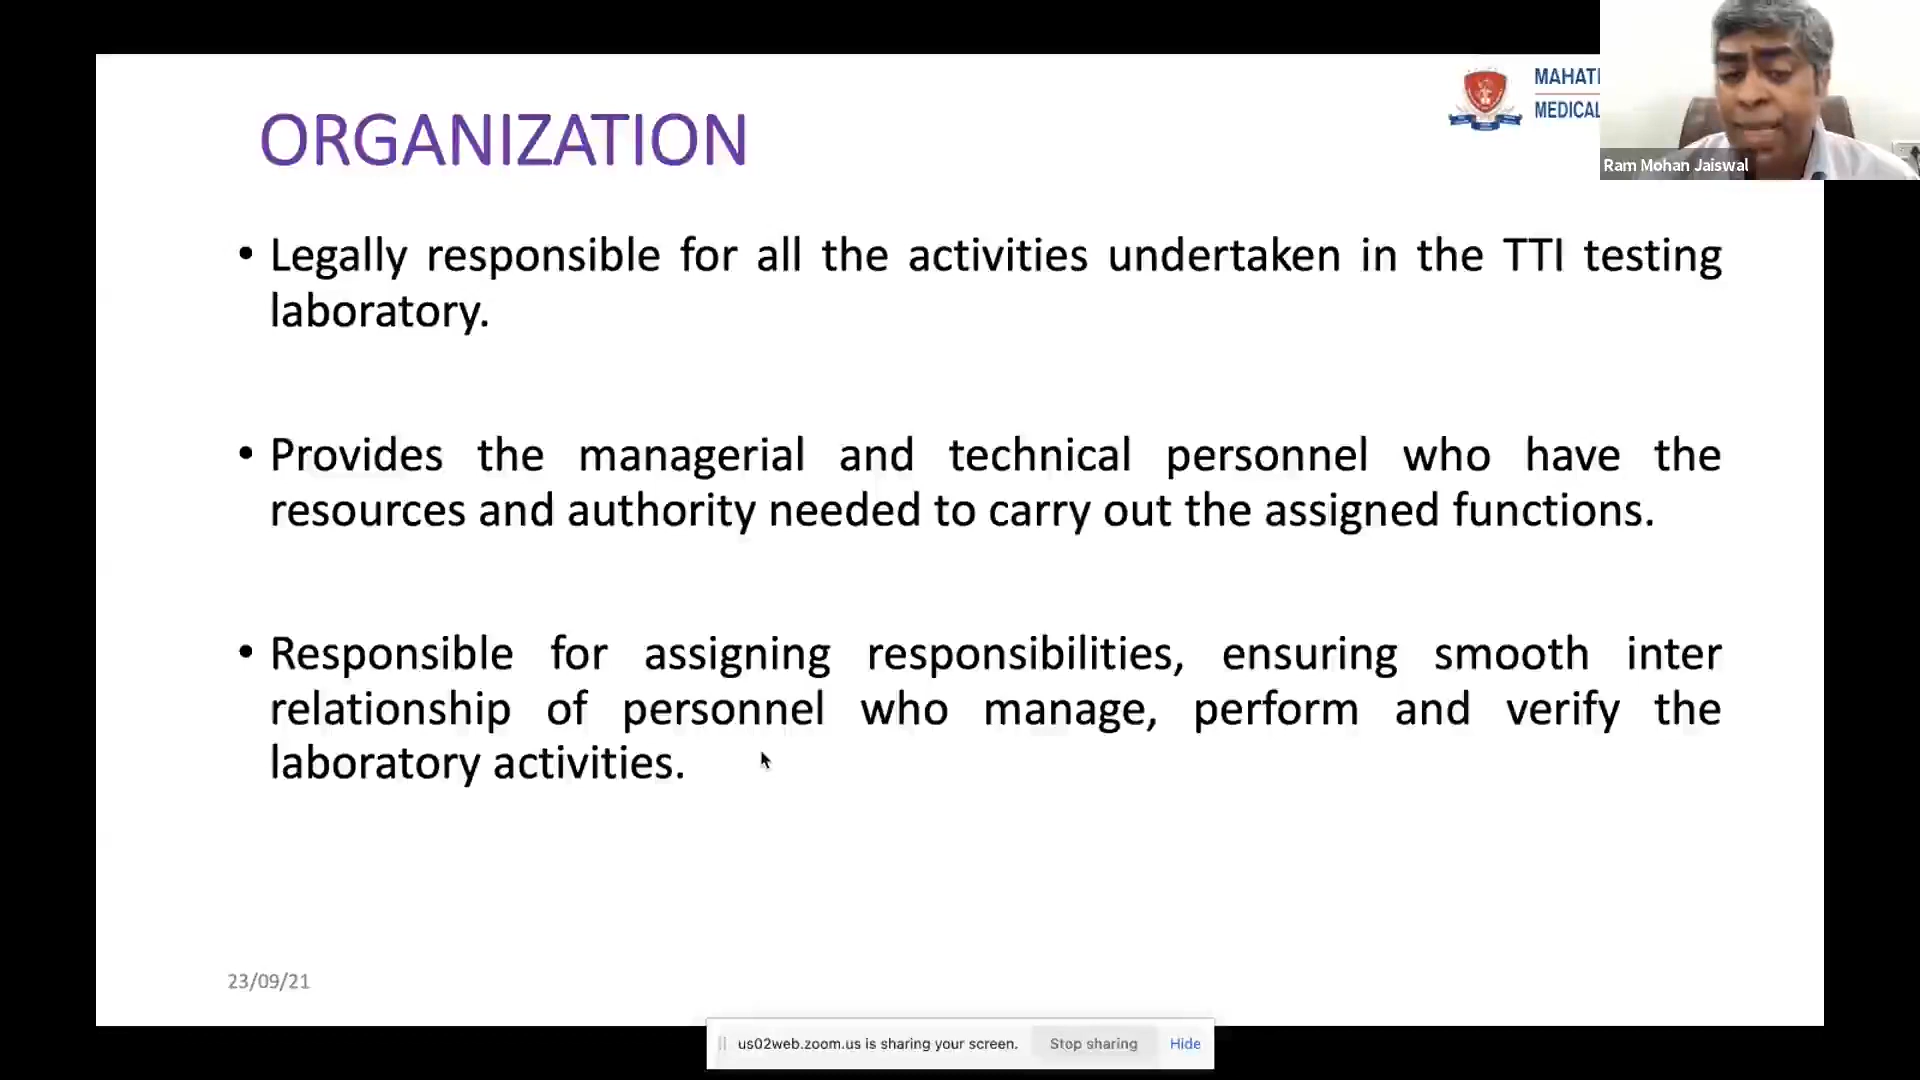 ORGANIZATION
MEDICAL
Ram Mohan Jaiswal
• Legally responsible for all the activities undertaken in the TTI testing
laboratory.
• Provides the managerial and technical personnel who have the
resources and authority needed to carry out the assigned functions.
• Responsible for assigning responsibilities, ensuring smooth inter
relationship of personnel who manage, perform and verify the
laboratory activities.
23/09/21
us02web.zoom.us is sharing your screen. Stop sharing Hide